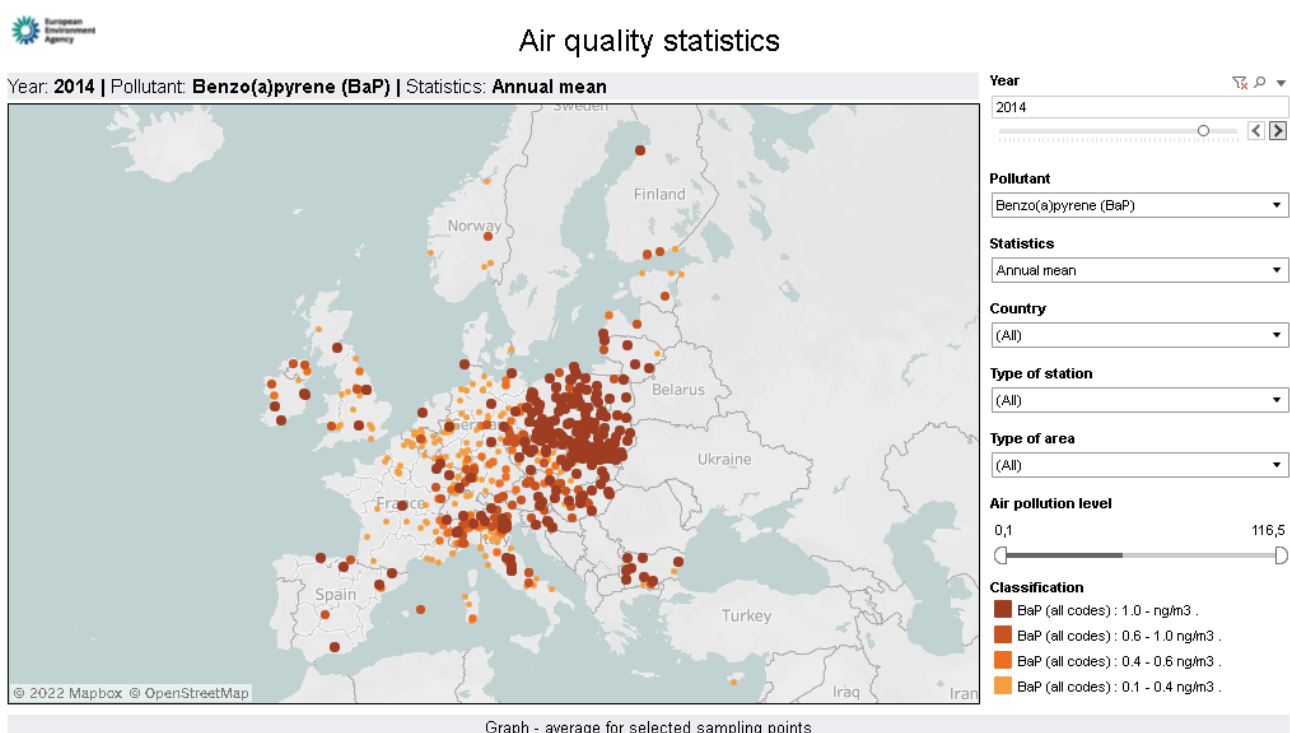 European
Environment
Agency
Air quality statistics
Year: 2014 | Pollutant: Benzo(a)pyrene (BaP) | Statistics: Annual mean
Sweden
Finland
Norway
Belarus
Ukraine
France
Spain
Turkey
Iraq
Iran
© 2022 Mapbox © OpenStreetMap
Year
2014
Pollutant
Benzo(a)pyrene (BaP)
Statistics
Annual mean
Country
(All)
Type of station
(All)
Type of area
(All)
Air pollution level
0,1 116,5
Classification
BaP (all codes) : 1.0 - ng/m3 .
BaP (all codes) : 0.6 - 1.0 ng/m3 .
BaP (all codes) : 0.4 - 0.6 ng/m3 .
BaP (all codes) : 0.1 - 0.4 ng/m3 .
Graph - average for selected sampling points